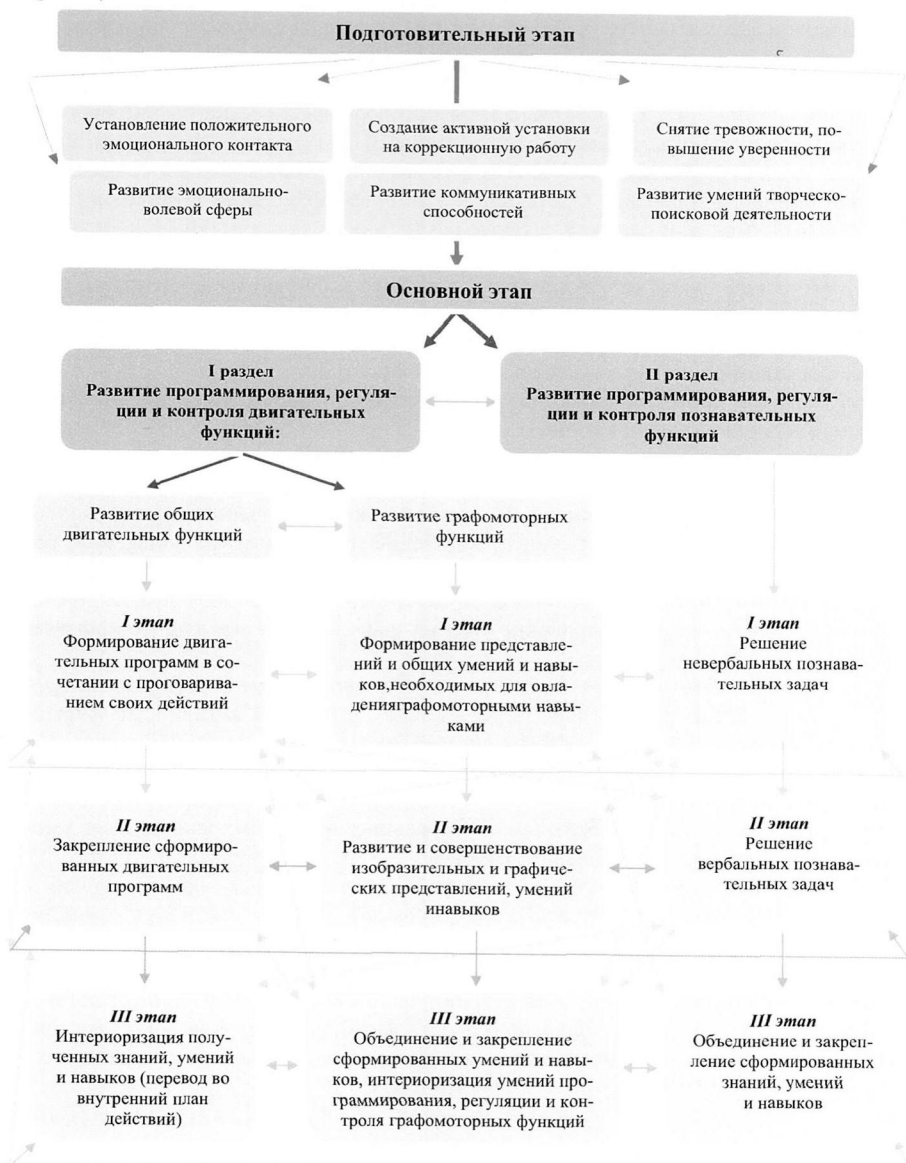 Подготовительный этап
Установление положительного
эмоционального контакта
Создание активной установки
на коррекционную работу
Снятие тревожности, по-
вышение уверенности
Развитие эмоционально-
волевой сферы
Развитие коммуникативных
способностей
Развитие умений творческо-
поисковой деятельности
Основной этап
I раздел
Развитие программирования, регуля-
ции и контроля двигательных
функций:
II раздел
Развитие программирования, регуля-
ции и контроля познавательных
функций
Развитие общих
двигательных функций
Развитие графомоторных
функций
I этап
Формирование двига-
тельных программ в со-
четании с проговарива-
нием своих действий
I этап
Формирование представле-
ний и общих умений и навы-
ков,необходимых для овла-
денияграфомоторными навы-
ками
I этап
Решение
невербальных познава-
тельных задач
II этап
Закрепление сформиро-
ванных двигательных
программ
II этап
Развитие и совершенствование
изобразительных и графиче-
ских представлений, умений
инавыков
II этап
Решение
вербальных познава-
тельных задач
III этап
Интериоризация полу-
ченных знаний, умений
и навыков (перевод во
внутренний план
действий)
III этап
Объединение и закрепление
сформированных умений и навы-
ков, интериоризация умений про-
граммирования, регуляции и кон-
троля графомоторных функций
III этап
Объединение и закреп-
ление сформированных
знаний, умений
и навыков